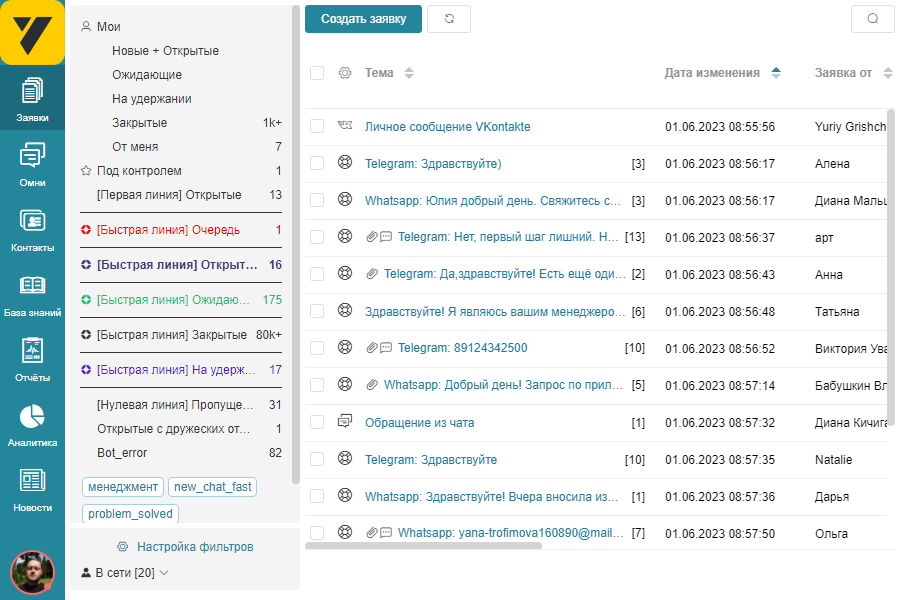 Заявки
Омни
Контакты
База знаний
Отчёты
Аналитика
Новости
Мои
Новые + Открытые
Ожидающие
На удержании
Закрытые 1k+
От меня 7
Под контролем 1
[Первая линия] Открытые 13
[Быстрая линия] Очередь 1
[Быстрая линия] Открыт... 16
[Быстрая линия] Ожидаю... 175
[Быстрая линия] Закрытые 80k+
[Быстрая линия] На удерж... 17
[Нулевая линия] Пропуще... 31
Открытые с дружеских от... 1
Bot_error 82
менеджмент new_chat_fast
problem_solved
Настройка фильтров
В сети [20]
Создать заявку
Тема Дата изменения Заявка от
Личное сообщение VKontakte 01.06.2023 08:55:56 Yuriy Grishch
Telegram: Здравствуйте) [3] 01.06.2023 08:56:17 Алена
Whatsapp: Юлия добрый день. Свяжитесь с... [3] 01.06.2023 08:56:17 Диана Мальц
Telegram: Нет, первый шаг лишний. Н... [13] 01.06.2023 08:56:37 арт
Telegram: Да,здравствуйте! Есть ещё оди... [2] 01.06.2023 08:56:43 Анна
Здравствуйте! Я являюсь вашим менеджеро... [6] 01.06.2023 08:56:48 Татьяна
Telegram: 89124342500 [10] 01.06.2023 08:56:52 Виктория Ува
Whatsapp: Добрый день! Запрос по прил... [5] 01.06.2023 08:57:14 Бабушкин Вл
Обращение из чата [1] 01.06.2023 08:57:32 Диана Кичига
Telegram: Здравствуйте [10] 01.06.2023 08:57:35 Natalie
Whatsapp: Здравствуйте! Вчера вносила из... [1] 01.06.2023 08:57:36 Дарья
Whatsapp: yana-trofimova160890@mail... [7] 01.06.2023 08:57:50 Ольга